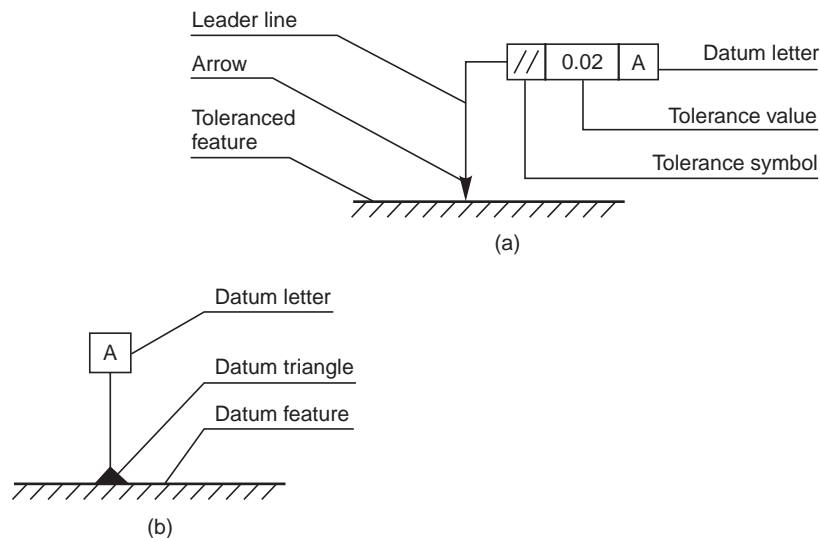 Leader line
Arrow
Toleranced
feature
// 0.02 A
Datum letter
Tolerance value
Tolerance symbol
(a)
Datum letter
A
Datum triangle
Datum feature
(b)